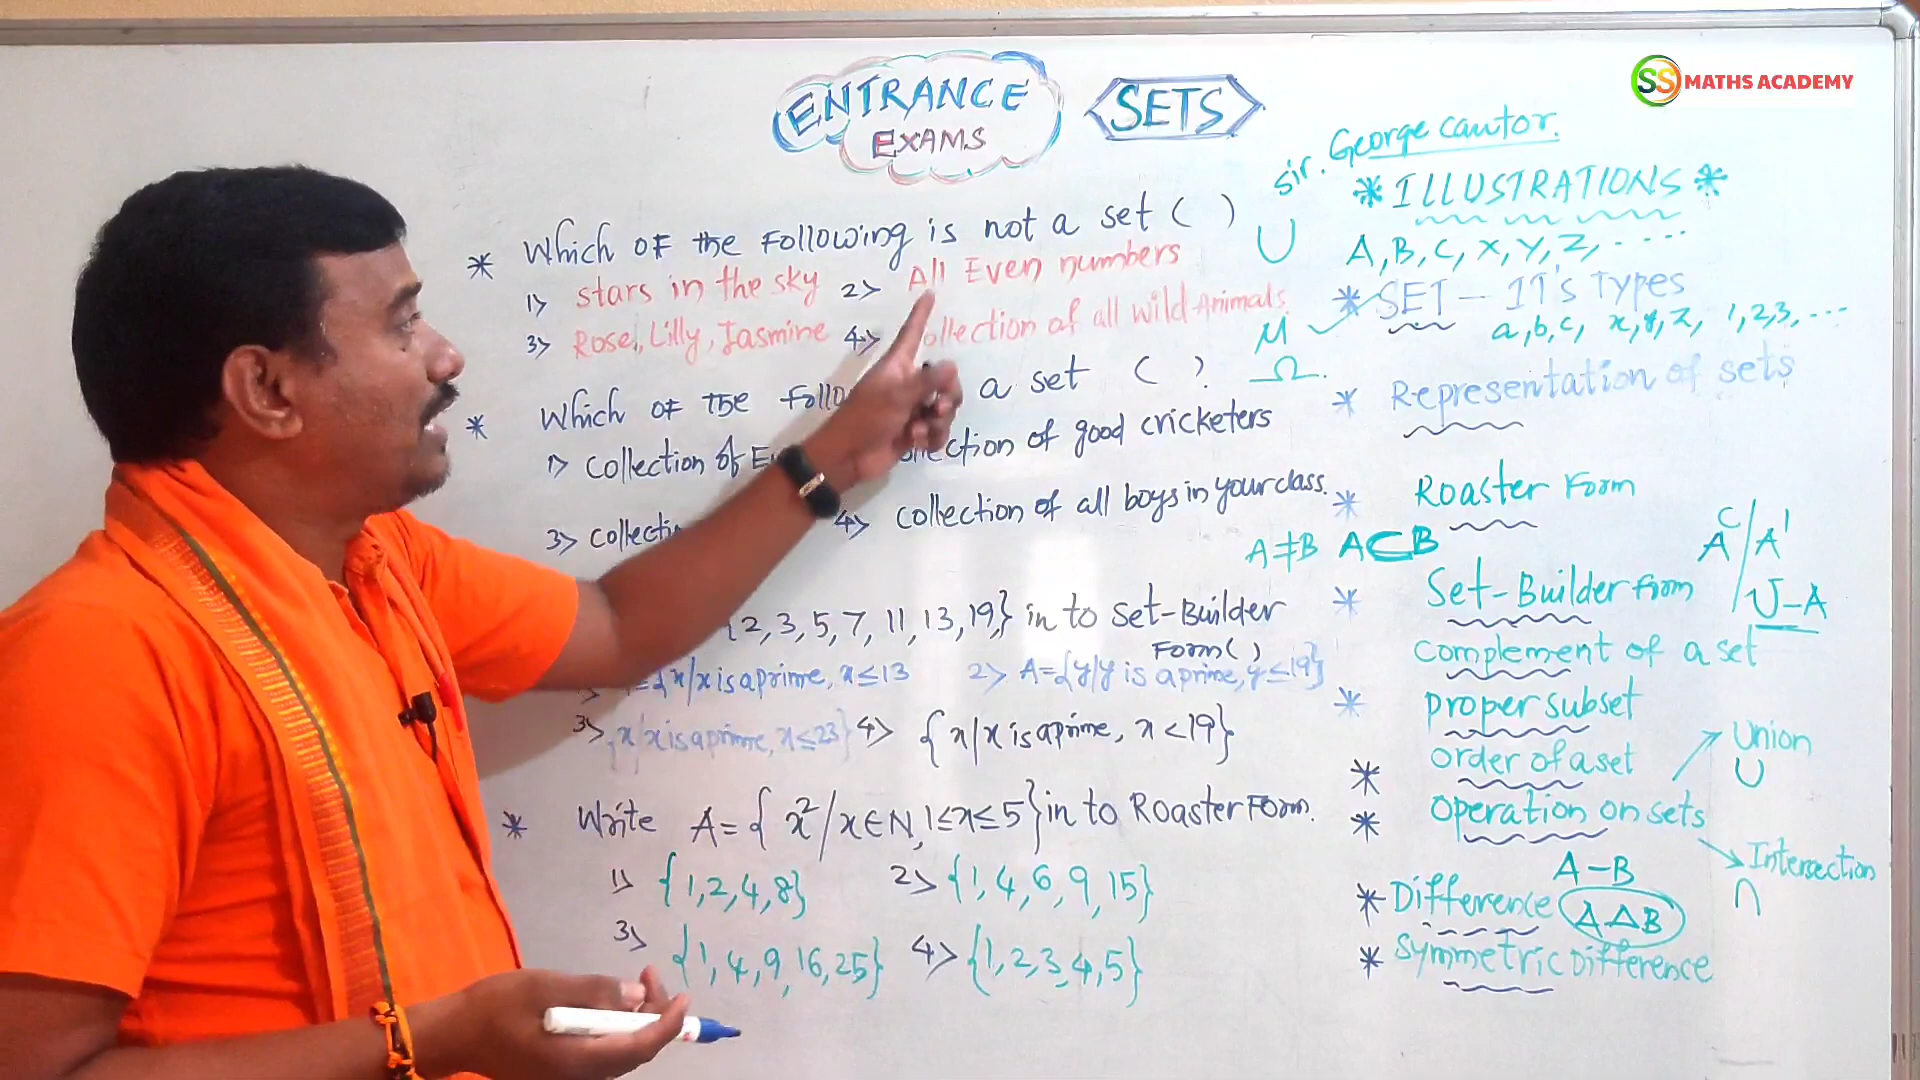 ENTRANCE
EXAMS
SETS
SS MATHS ACADEMY
* Which of the following is not a set ( )
1> stars in the sky 2> All Even numbers
3> Rose, Lilly, Jasmine 4> ollection of all wild Animals
* Which of the follo a set ( ).
1> collection of E ection of good cricketers
3> collecti 4> collection of all boys in your class.
{2, 3, 5, 7, 11, 13, 19,} in to Set-Builder
Form( )
={x/x is a prime, x ≤ 13 2> A={y/y is a prime, y ≤ 19}
3> {x/x is a prime, x ≤ 23} 4> {x/x is a prime, x < 19}
* Write A = {x²/x ∈ N, 1 ≤ x ≤ 5} in to Roaster Form.
1> {1,2,4,8} 2> {1,4,6,9,15}
3> {1,4,9,16,25} 4> {1,2,3,4,5}
Sir. George cantor.
* ILLUSTRATIONS *
∪ A, B, C, X, Y, Z, ....
* SET – IT's Types
a,b,c, x,y,z, 1,2,3, ...
μ
Ω.
* Representation of sets
* Roaster Form
A≠B A⊂B
Aᶜ/A'
* Set-Builder form
U–A
complement of a set
* proper subset
* order of a set
* operation on sets
Union
∪
Intersection
∩
A–B
* Difference A∆B
* symmetric Difference